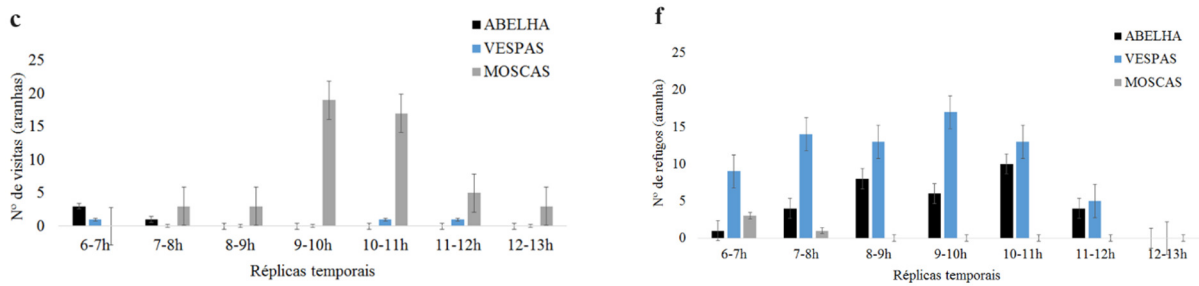 c
ABELHA
VESPAS
MOSCAS
25
20
15
10
5
0
Nº de visitas (aranhas)
6-7h 7-8h 8-9h 9-10h 10-11h 11-12h 12-13h
Réplicas temporais
f
ABELHA
VESPAS
MOSCAS
25
20
15
10
5
0
Nº de refugos (aranha)
6-7h 7-8h 8-9h 9-10h 10-11h 11-12h 12-13h
Réplicas temporais